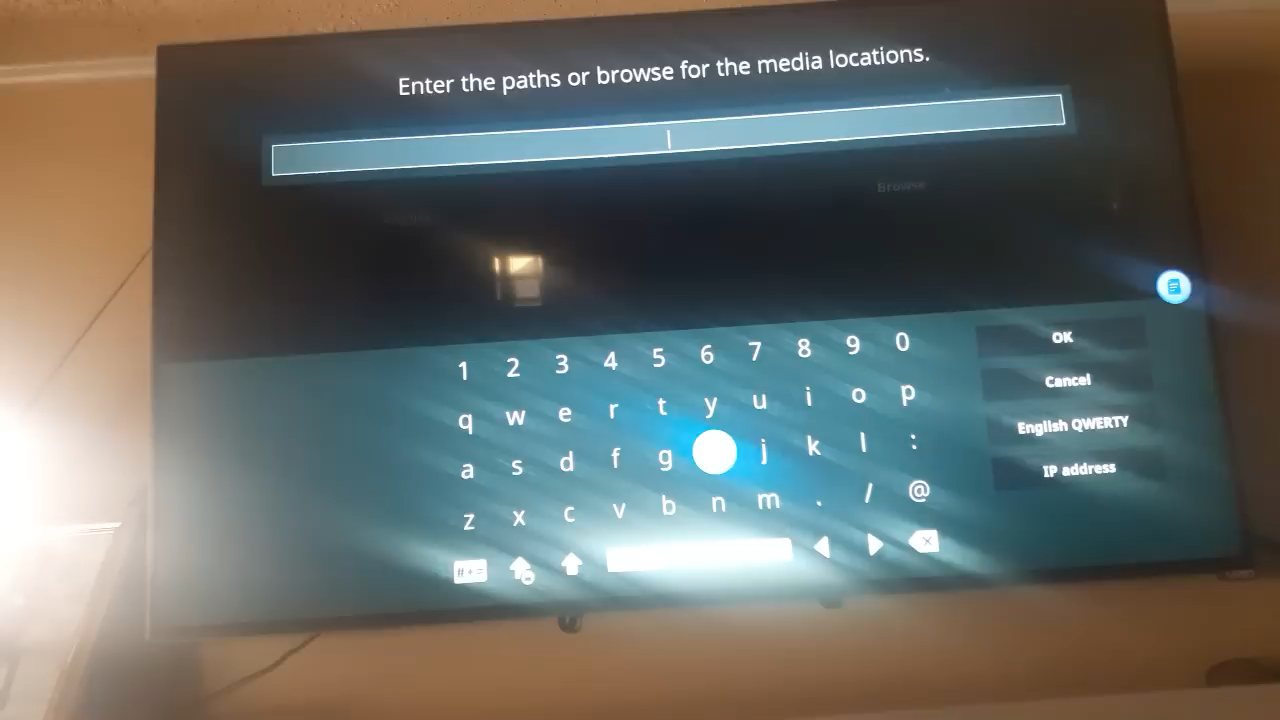 Enter the paths or browse for the media locations.
Browse
1 2 3 4 5 6 7 8 9 0
OK
q w e r t y u i o p
Cancel
a s d f g j k l :
English QWERTY
z x c v b n m . / @
IP address
#+=